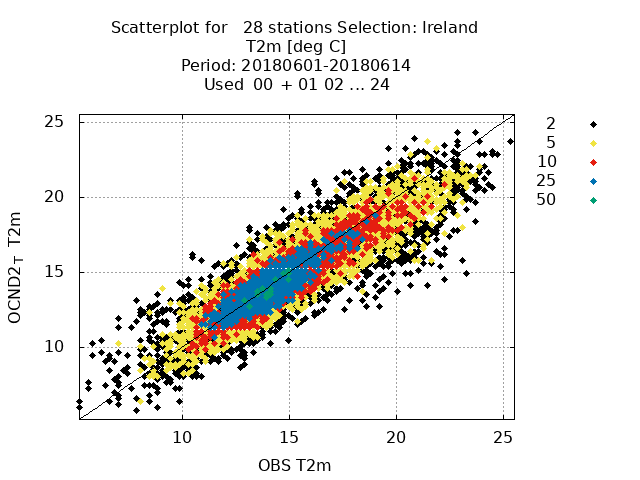 Scatterplot for 28 stations Selection: Ireland
T2m [deg C]
Period: 20180601-20180614
Used 00 + 01 02 ... 24
25
20
15
10
OCND2_T T2m
10 15 20 25
OBS T2m
2
5
10
25
50